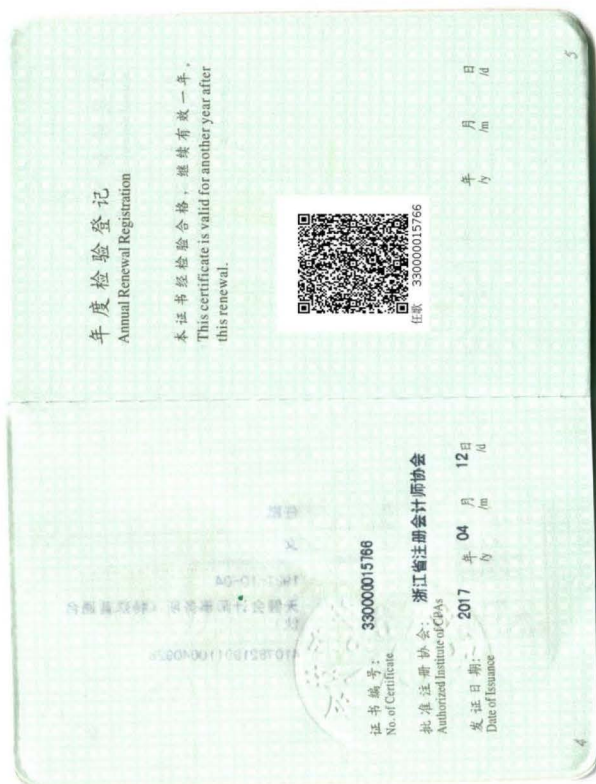 证书编号：
No. of Certificate
330000015766
批准注册协会：
Authorized Institute of CPAs
浙江省注册会计师协会
发证日期：
Date of Issuance
2017 年 04 月 12日
/y /m /d
4
年度检验登记
Annual Renewal Registration
本证书经检验合格，继续有效一年。
This certificate is valid for another year after
this renewal.
任歌 330000015766
年 月 日
/y /m /d
5